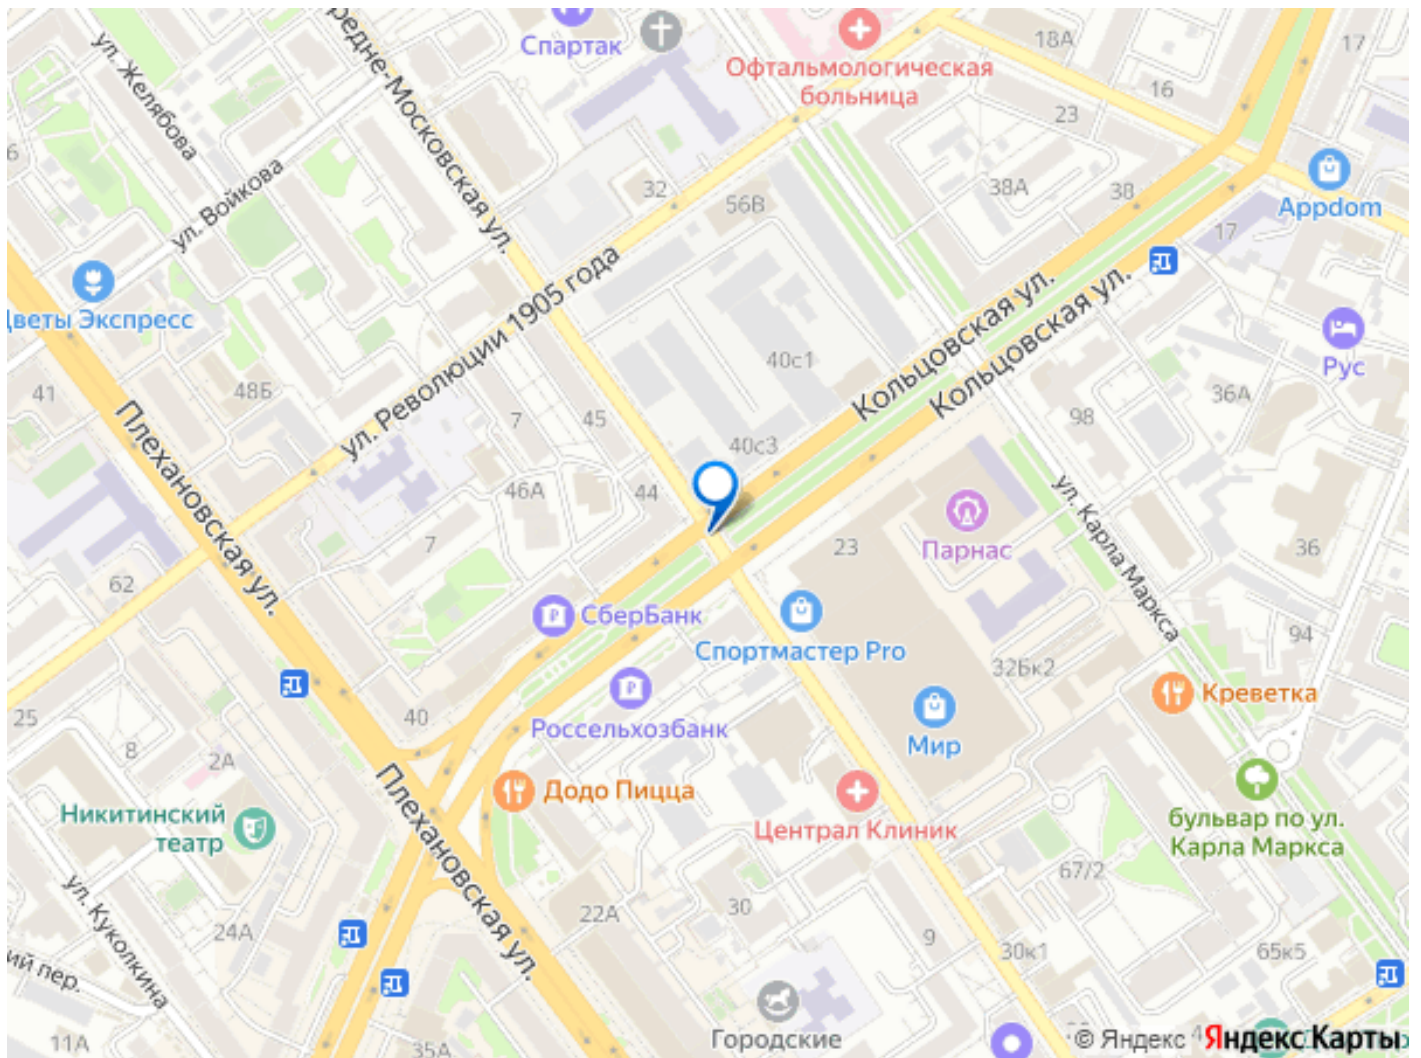 Спартак
Офтальмологическая
больница
18А
17
16
23
ул. Желябова
редне-Московская ул.
ул. Войкова
32
56В
38А
38
Appdom
17
Цветы Экспресс
ул. Революции 1905 года
Кольцовская ул.
Кольцовская ул.
Рус
40с1
41
48Б
7
45
98
36А
40с3
Плехановская ул.
46А
44
ул. Карла Маркса
Парнас
23
7
36
62
СберБанк
Спортмастер Pro
94
32Бк2
Креветка
Россельхозбанк
Мир
25
40
8
2А
Плехановская ул.
Додо Пицца
Никитинский
театр
Централ Клиник
бульвар по ул.
Карла Маркса
67/2
ул. Куколкина
22А
30
24А
9
30к1
65к5
ий пер.
11А
35А
Городские
© Яндекс
Яндекс Карты